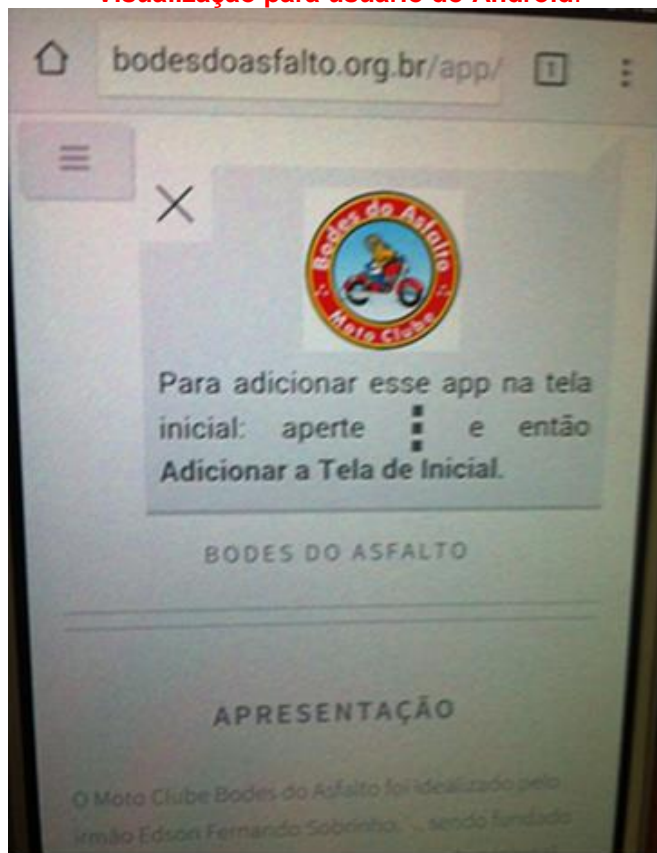 Visualização para usuário do Android:
bodesdoasfalto.org.br/app/
1
Bodes do Asfalto
Moto Clube
Para adicionar esse app na tela
inicial: aperte e então
Adicionar a Tela de Inicial.
BODES DO ASFALTO
APRESENTAÇÃO
O Moto Clube Bodes do Asfalto foi idealizado pelo
irmão Edson Fernando Sobrinho, sendo fundado